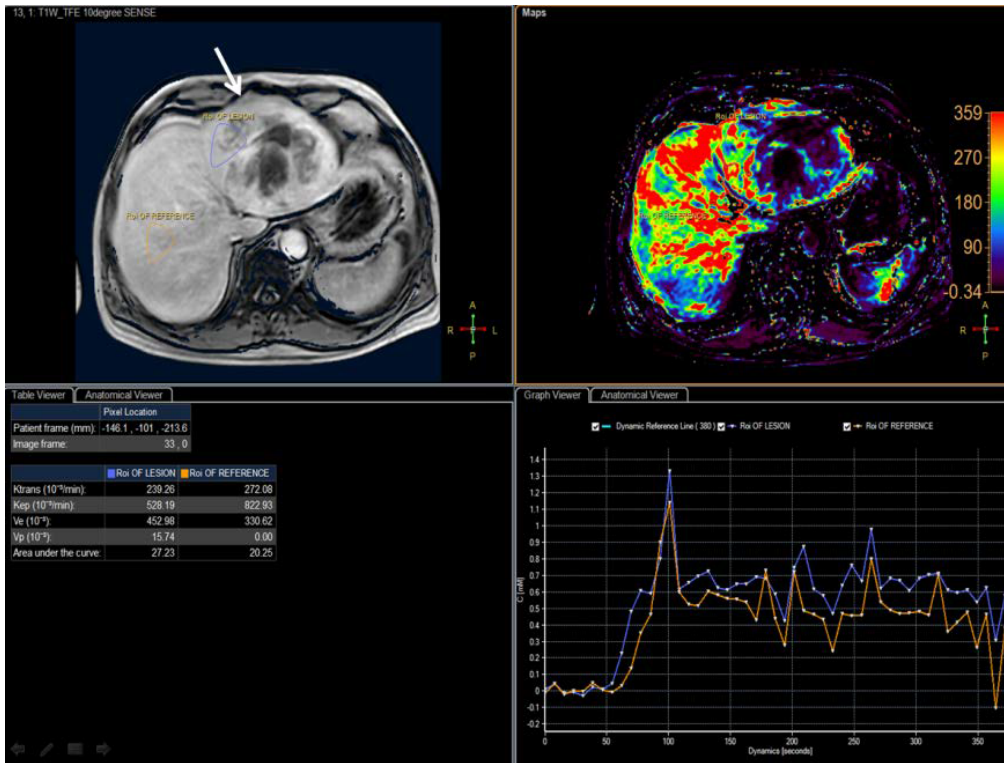 13, 1: T1W_TFE 10degree SENSE
Roi OF LESION
Roi OF REFERENCE
A
R L
P
Maps
Roi OF LESION
Roi OF REFERENCE
359
270
180
90
-0.34
A
R L
P
Table Viewer Anatomical Viewer
Pixel Location
Patient frame (mm): -146.1 , -101 , -213.6
Image frame: 33 , 0
Roi OF LESION Roi OF REFERENCE
Ktrans (10⁻³/min): 239.26 272.08
Kep (10⁻³/min): 528.19 822.93
Ve (10⁻³): 452.98 330.62
Vp (10⁻³): 15.74 0.00
Area under the curve: 27.23 20.25
Graph Viewer Anatomical Viewer
Dynamic Reference Line ( 380 ) Roi OF LESION Roi OF REFERENCE
1.4
1.3
1.2
1.1
1
0.9
0.8
0.7
0.6
0.5
0.4
0.3
0.2
0.1
0
-0.1
-0.2
C [mM]
0 50 100 150 200 250 300 350
Dynamics [seconds]